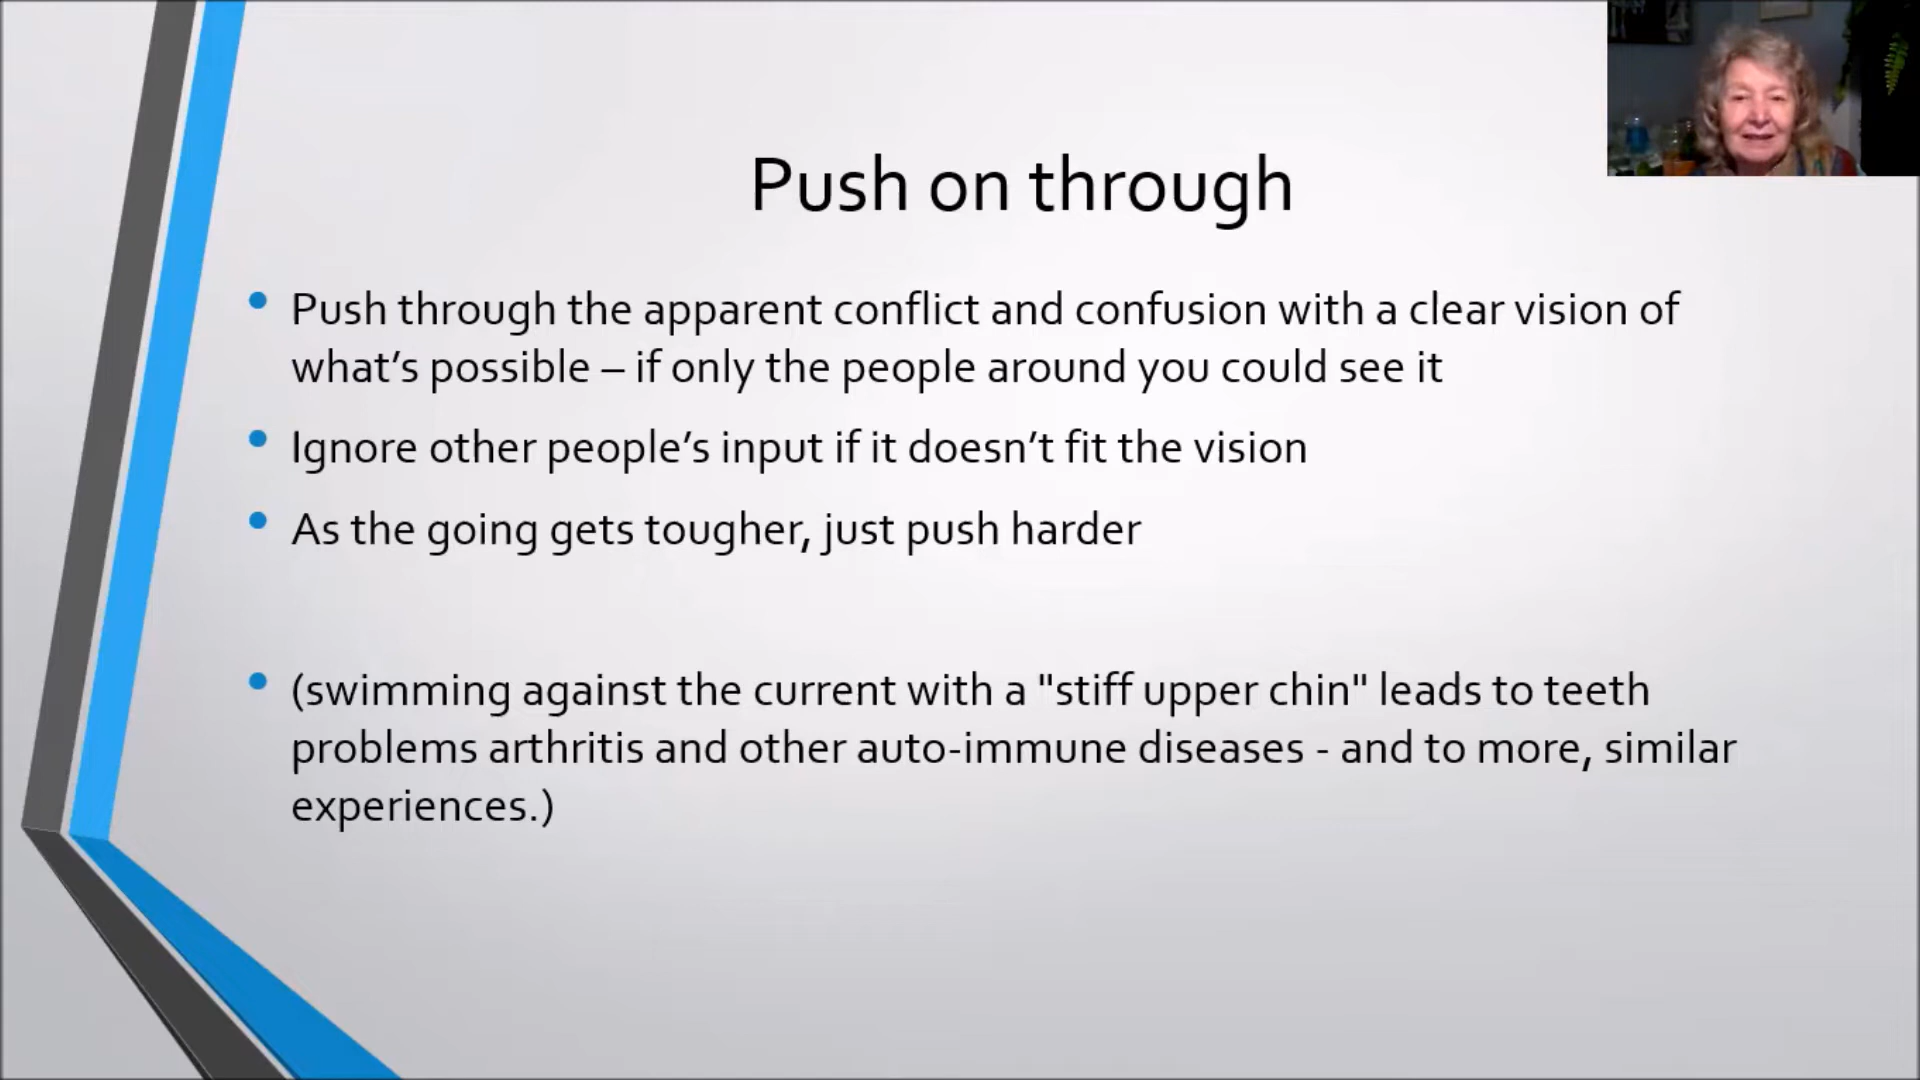 Push on through
• Push through the apparent conflict and confusion with a clear vision of
what’s possible – if only the people around you could see it
• Ignore other people’s input if it doesn’t fit the vision
• As the going gets tougher, just push harder
• (swimming against the current with a "stiff upper chin" leads to teeth
problems arthritis and other auto-immune diseases - and to more, similar
experiences.)